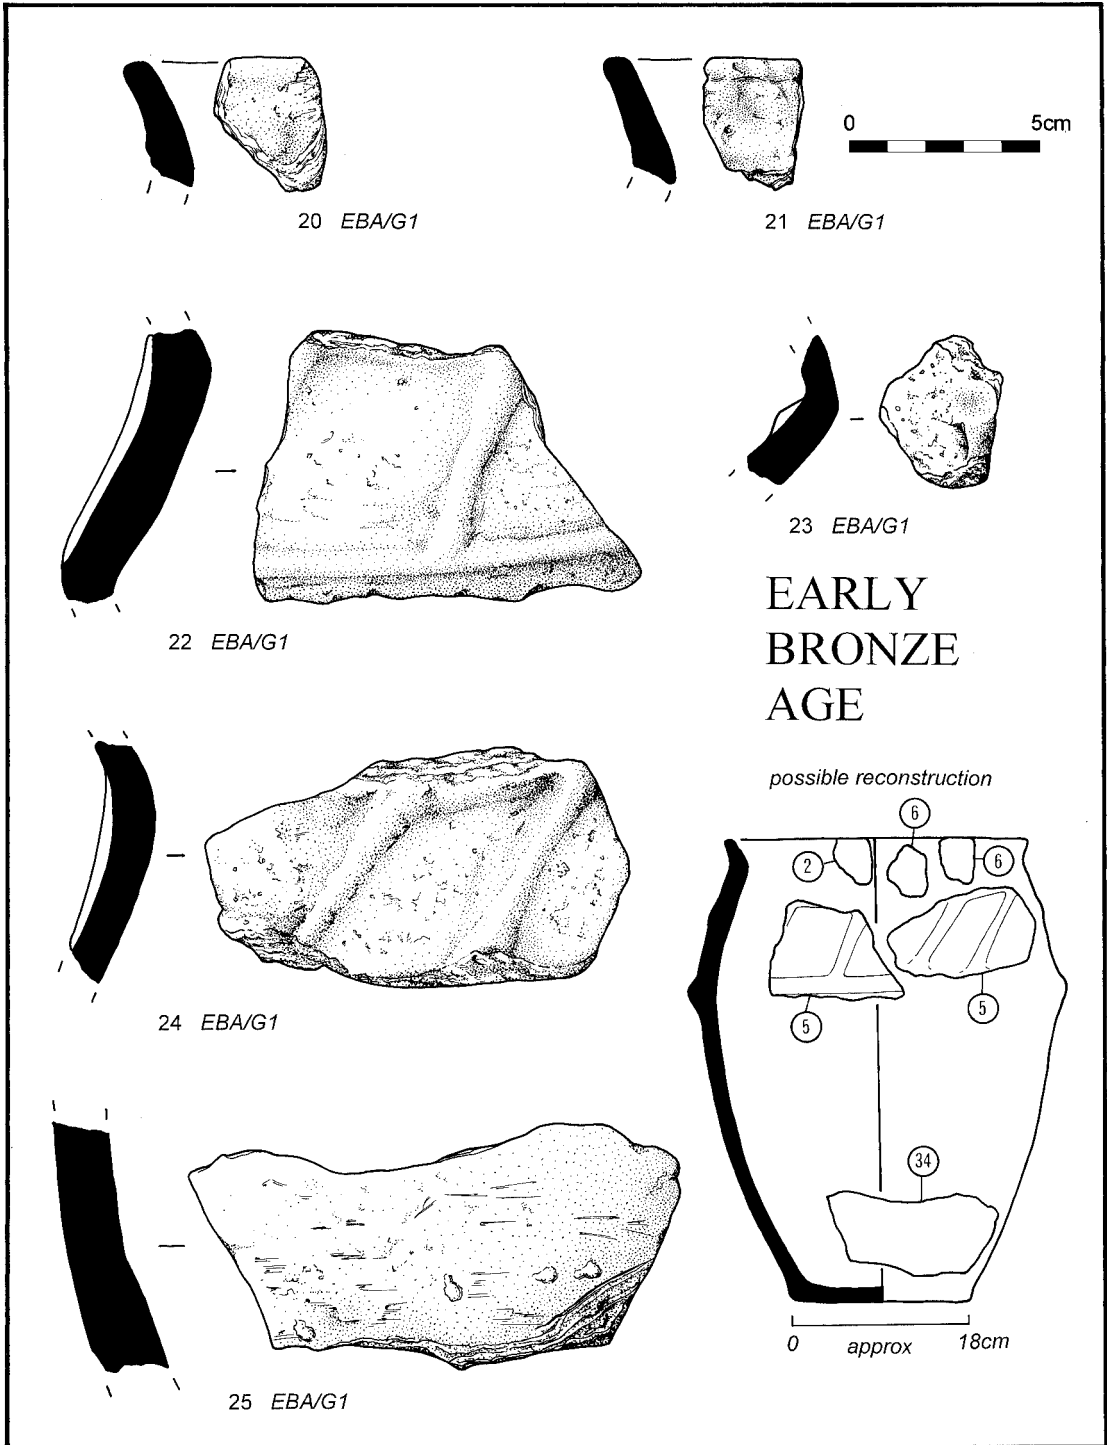 0 5cm
20 EBA/G1
21 EBA/G1
22 EBA/G1
23 EBA/G1
EARLY
BRONZE
AGE
24 EBA/G1
possible reconstruction
6
2
6
5
5
34
0 approx 18cm
25 EBA/G1